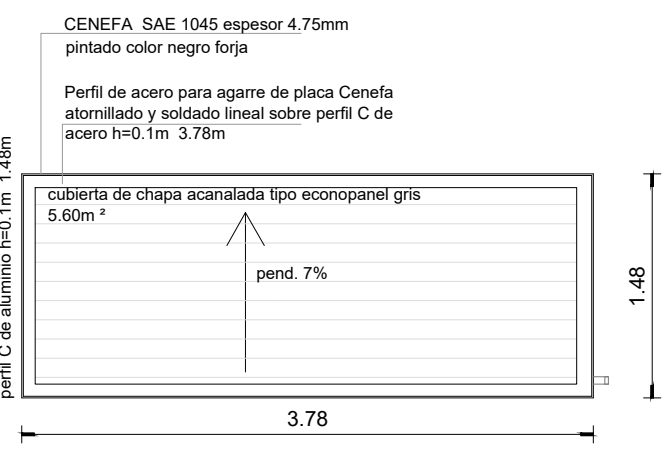 CENEFA SAE 1045 espesor 4.75mm
pintado color negro forja
Perfil de acero para agarre de placa Cenefa
atornillado y soldado lineal sobre perfil C de
acero h=0.1m 3.78m
perfil C de aluminio h=0.1m 1.48m
cubierta de chapa acanalada tipo econopanel gris
5.60m ²
pend. 7%
1.48
3.78